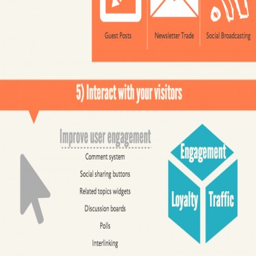 Guest Posts
Newsletter Trade
Social Broadcasting
5) Interact with your visitors
Improve user engagement
Comment system
Social sharing buttons
Related topics widgets
Discussion boards
Polls
Interlinking
Engagement
Loyalty
Traffic